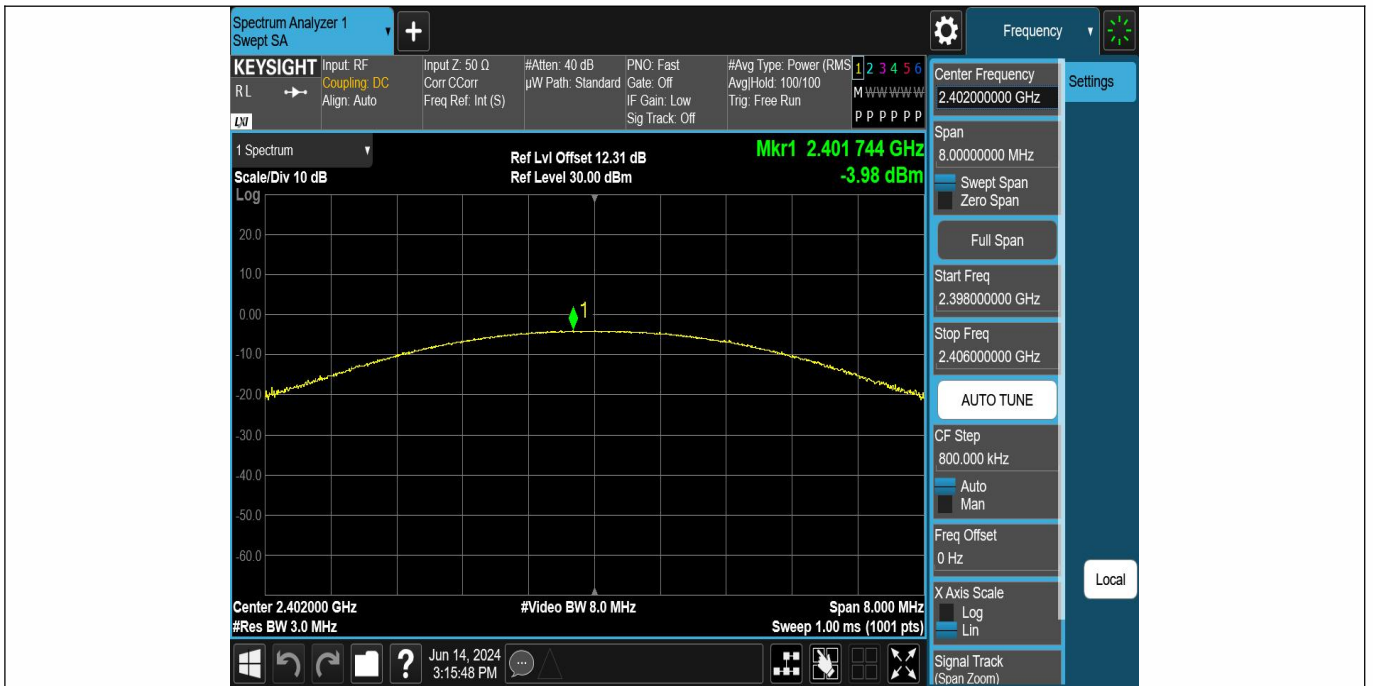 Spectrum Analyzer 1
Swept SA
+
Frequency
KEYSIGHT
RL
LXI
Input: RF
Coupling: DC
Align: Auto
Input Z: 50 Ω
Corr CCorr
Freq Ref: Int (S)
#Atten: 40 dB
µW Path: Standard
PNO: Fast
Gate: Off
IF Gain: Low
Sig Track: Off
#Avg Type: Power (RMS
Avg|Hold: 100/100
Trig: Free Run
1 2 3 4 5 6
M W W W W W
P P P P P P
1 Spectrum
Scale/Div 10 dB
Log
Ref Lvl Offset 12.31 dB
Ref Level 30.00 dBm
Mkr1 2.401 744 GHz
-3.98 dBm
20.0
10.0
0.00
-10.0
-20.0
-30.0
-40.0
-50.0
-60.0
1
Center 2.402000 GHz
#Res BW 3.0 MHz
#Video BW 8.0 MHz
Span 8.000 MHz
Sweep 1.00 ms (1001 pts)
?
Jun 14, 2024
3:15:48 PM
Center Frequency
2.402000000 GHz
Settings
Span
8.00000000 MHz
Swept Span
Zero Span
Full Span
Start Freq
2.398000000 GHz
Stop Freq
2.406000000 GHz
AUTO TUNE
CF Step
800.000 kHz
Auto
Man
Freq Offset
0 Hz
Local
X Axis Scale
Log
Lin
Signal Track
(Span Zoom)